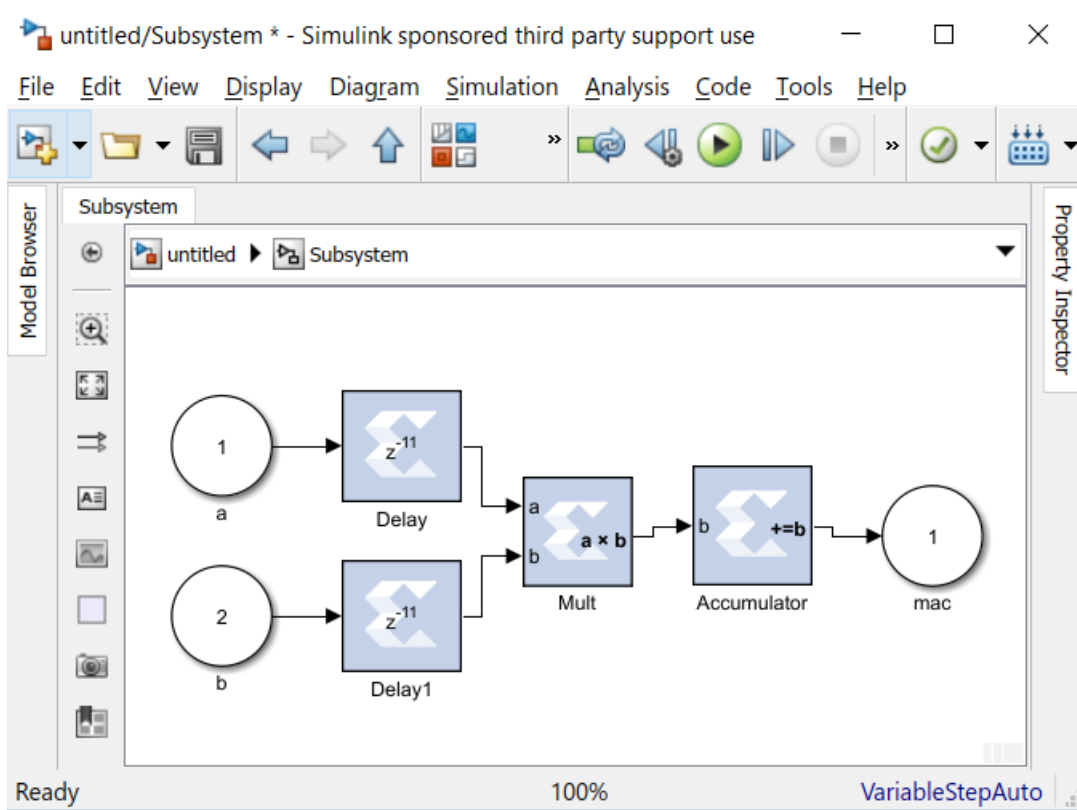 untitled/Subsystem * - Simulink sponsored third party support use
File Edit View Display Diagram Simulation Analysis Code Tools Help
Model Browser
Subsystem
Property Inspector
untitled Subsystem
1
a
z-11
Delay
a
b
a × b
Mult
b
+=b
Accumulator
1
mac
2
b
z-11
Delay1
Ready 100% VariableStepAuto